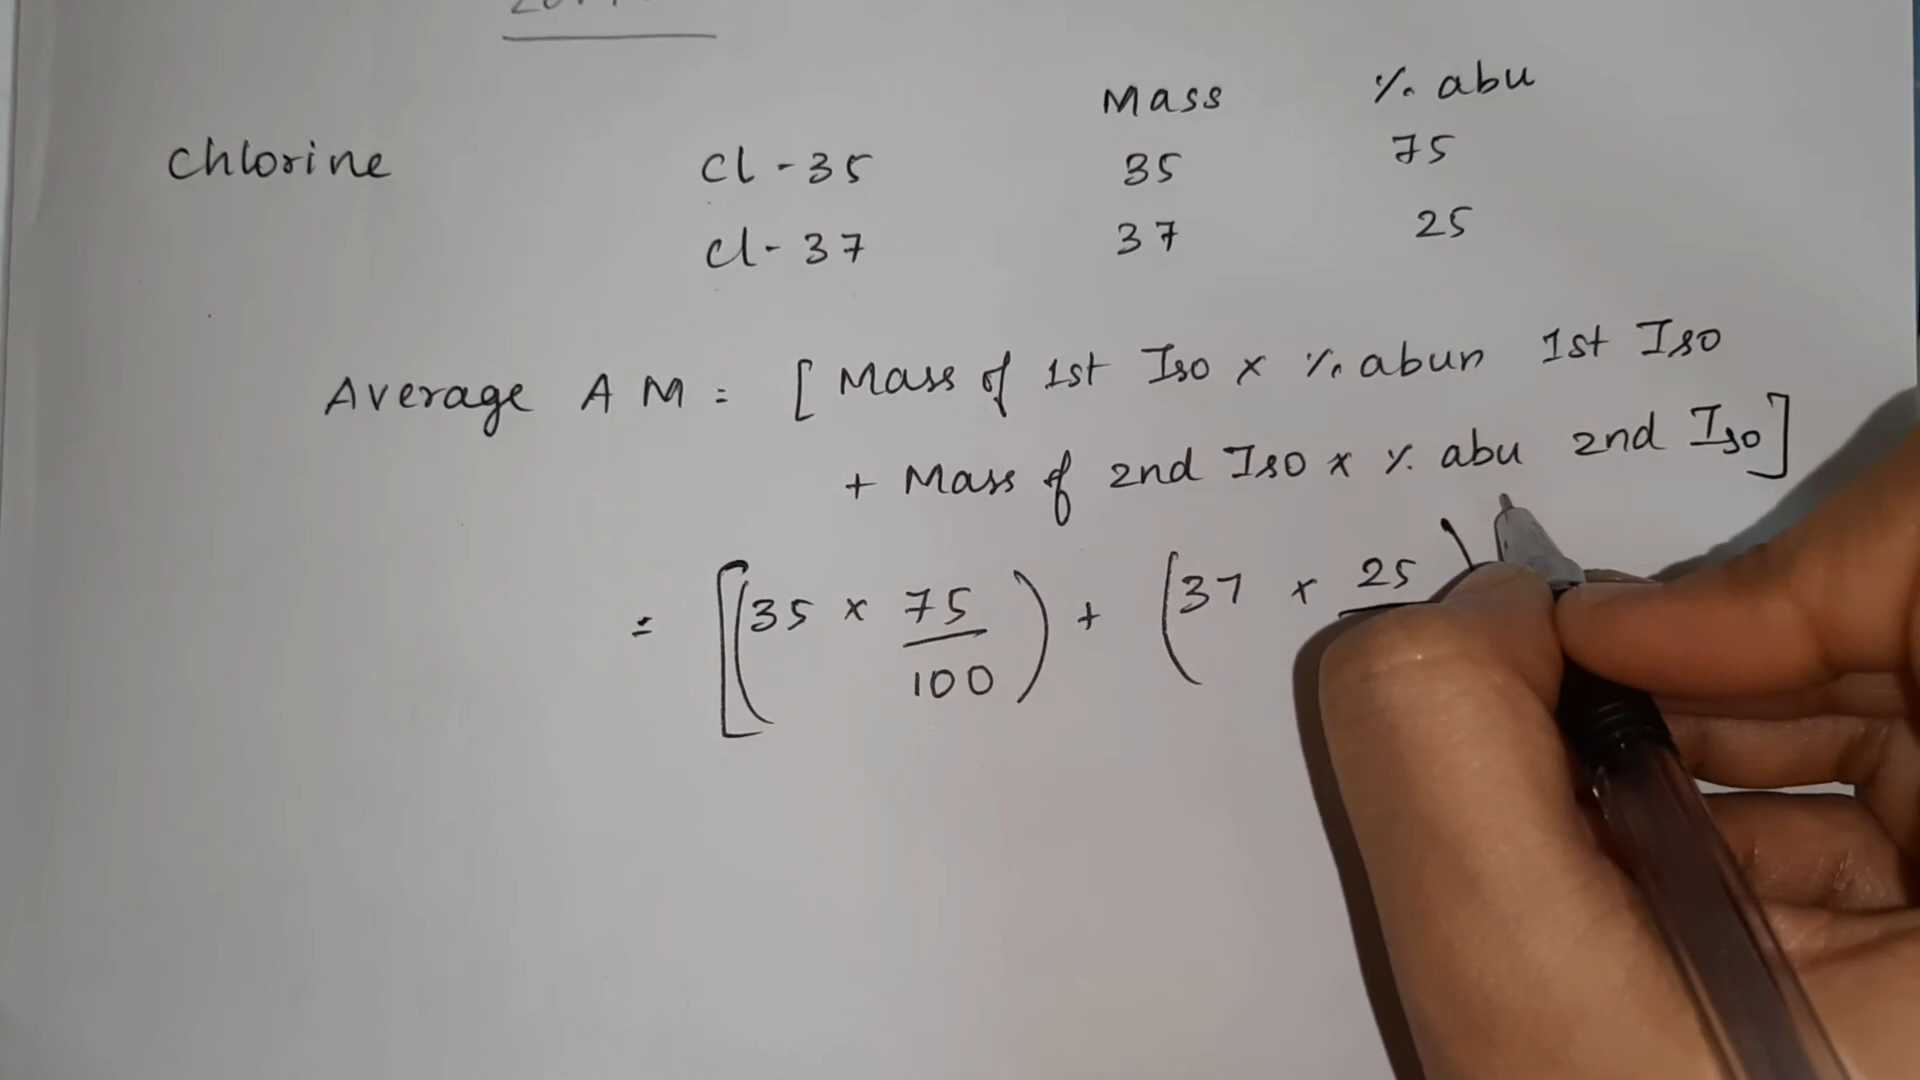 Mass % abu
Chlorine Cl - 35 35 75
Cl - 37 37 25
Average A M = [ Mass of 1st Iso x % abun 1st Iso
+ Mass of 2nd Iso x % abu 2nd Iso ]
= [ ( 35 x 75/100 ) + ( 37 x 25 )